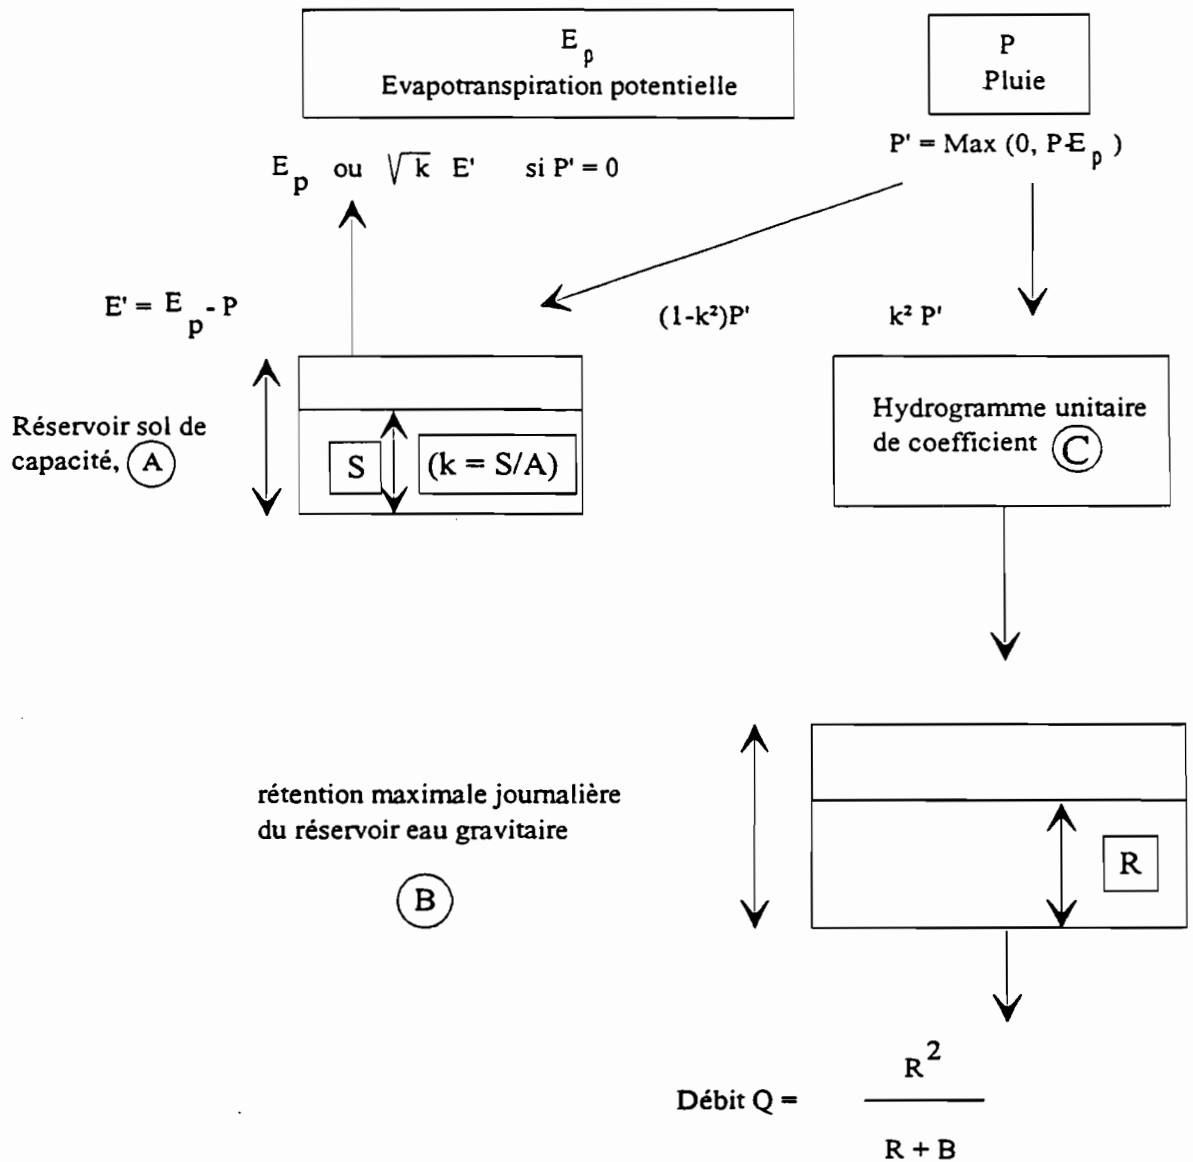 E p
Evapotranspiration potentielle
P
Pluie
E p ou √k E' si P' = 0
P' = Max (0, P-E p )
E' = E p - P
(1-k²)P'
k² P'
Réservoir sol de
capacité, A
S
(k = S/A)
Hydrogramme unitaire
de coefficient C
rétention maximale journalière
du réservoir eau gravitaire
B
R
Débit Q =
R²
R + B